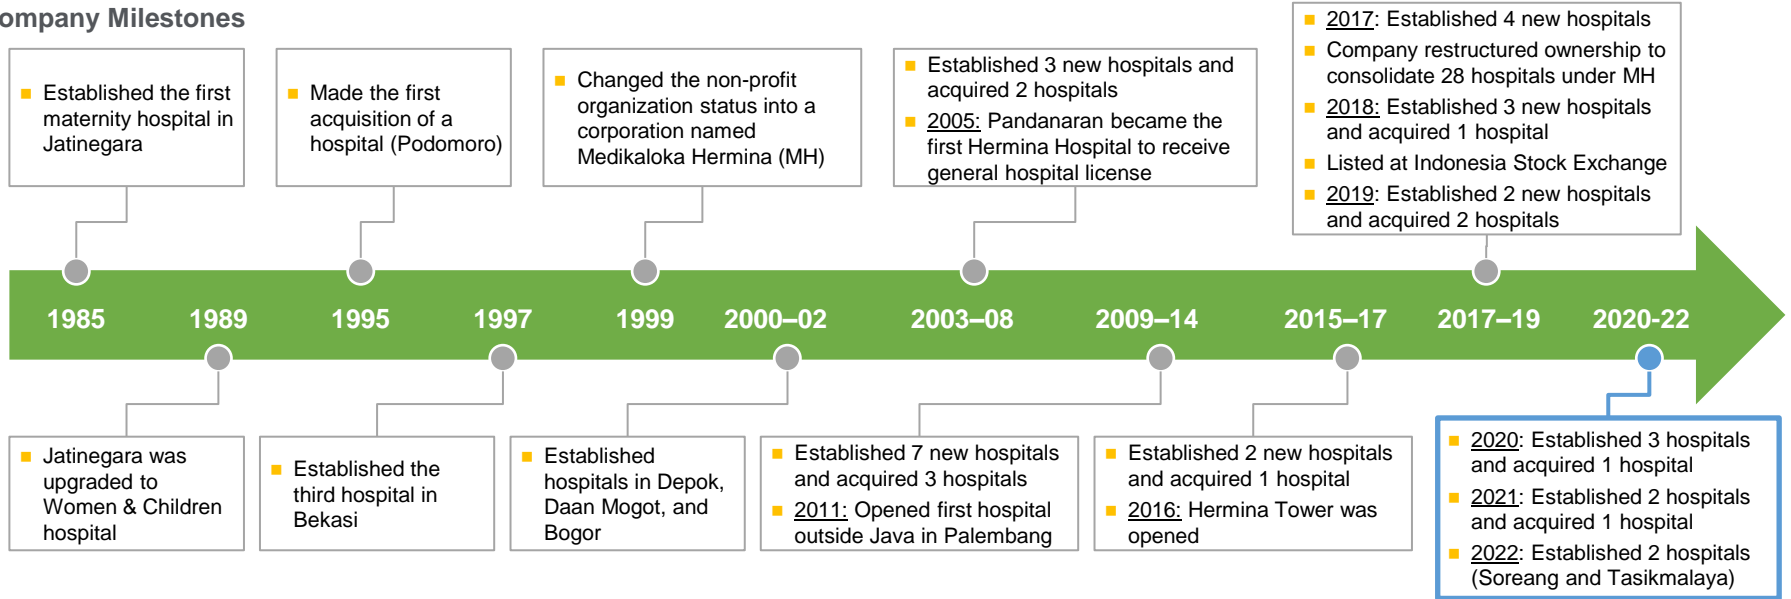 ompany Milestones
Established the first
maternity hospital in
Jatinegara
Made the first
acquisition of a
hospital (Podomoro)
Changed the non-profit
organization status into a
corporation named
Medikaloka Hermina (MH)
Established 3 new hospitals and
acquired 2 hospitals
2005: Pandanaran became the
first Hermina Hospital to receive
general hospital license
2017: Established 4 new hospitals
Company restructured ownership to
consolidate 28 hospitals under MH
2018: Established 3 new hospitals
and acquired 1 hospital
Listed at Indonesia Stock Exchange
2019: Established 2 new hospitals
and acquired 2 hospitals
1985 1989 1995 1997 1999 2000–02 2003–08 2009–14 2015–17 2017–19 2020-22
Jatinegara was
upgraded to
Women & Children
hospital
Established the
third hospital in
Bekasi
Established
hospitals in Depok,
Daan Mogot, and
Bogor
Established 7 new hospitals
and acquired 3 hospitals
2011: Opened first hospital
outside Java in Palembang
Established 2 new hospitals
and acquired 1 hospital
2016: Hermina Tower was
opened
2020: Established 3 hospitals
and acquired 1 hospital
2021: Established 2 hospitals
and acquired 1 hospital
2022: Established 2 hospitals
(Soreang and Tasikmalaya)